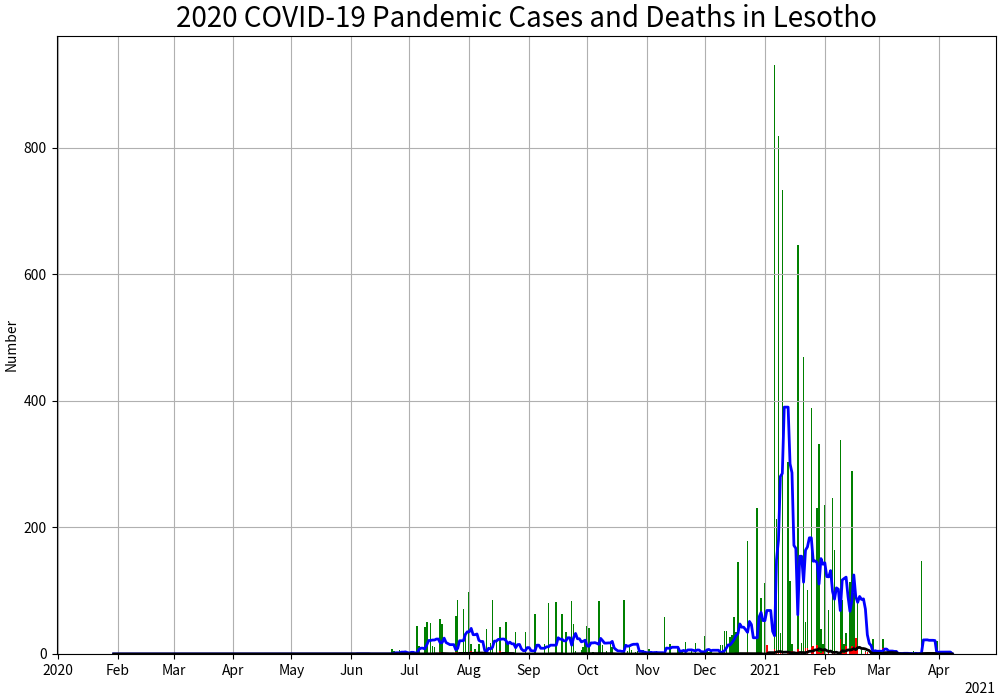 2020 COVID-19 Pandemic Cases and Deaths in Lesotho
Number
800
600
400
200
0
2020 Feb Mar Apr May Jun Jul Aug Sep Oct Nov Dec 2021 Feb Mar Apr
2021